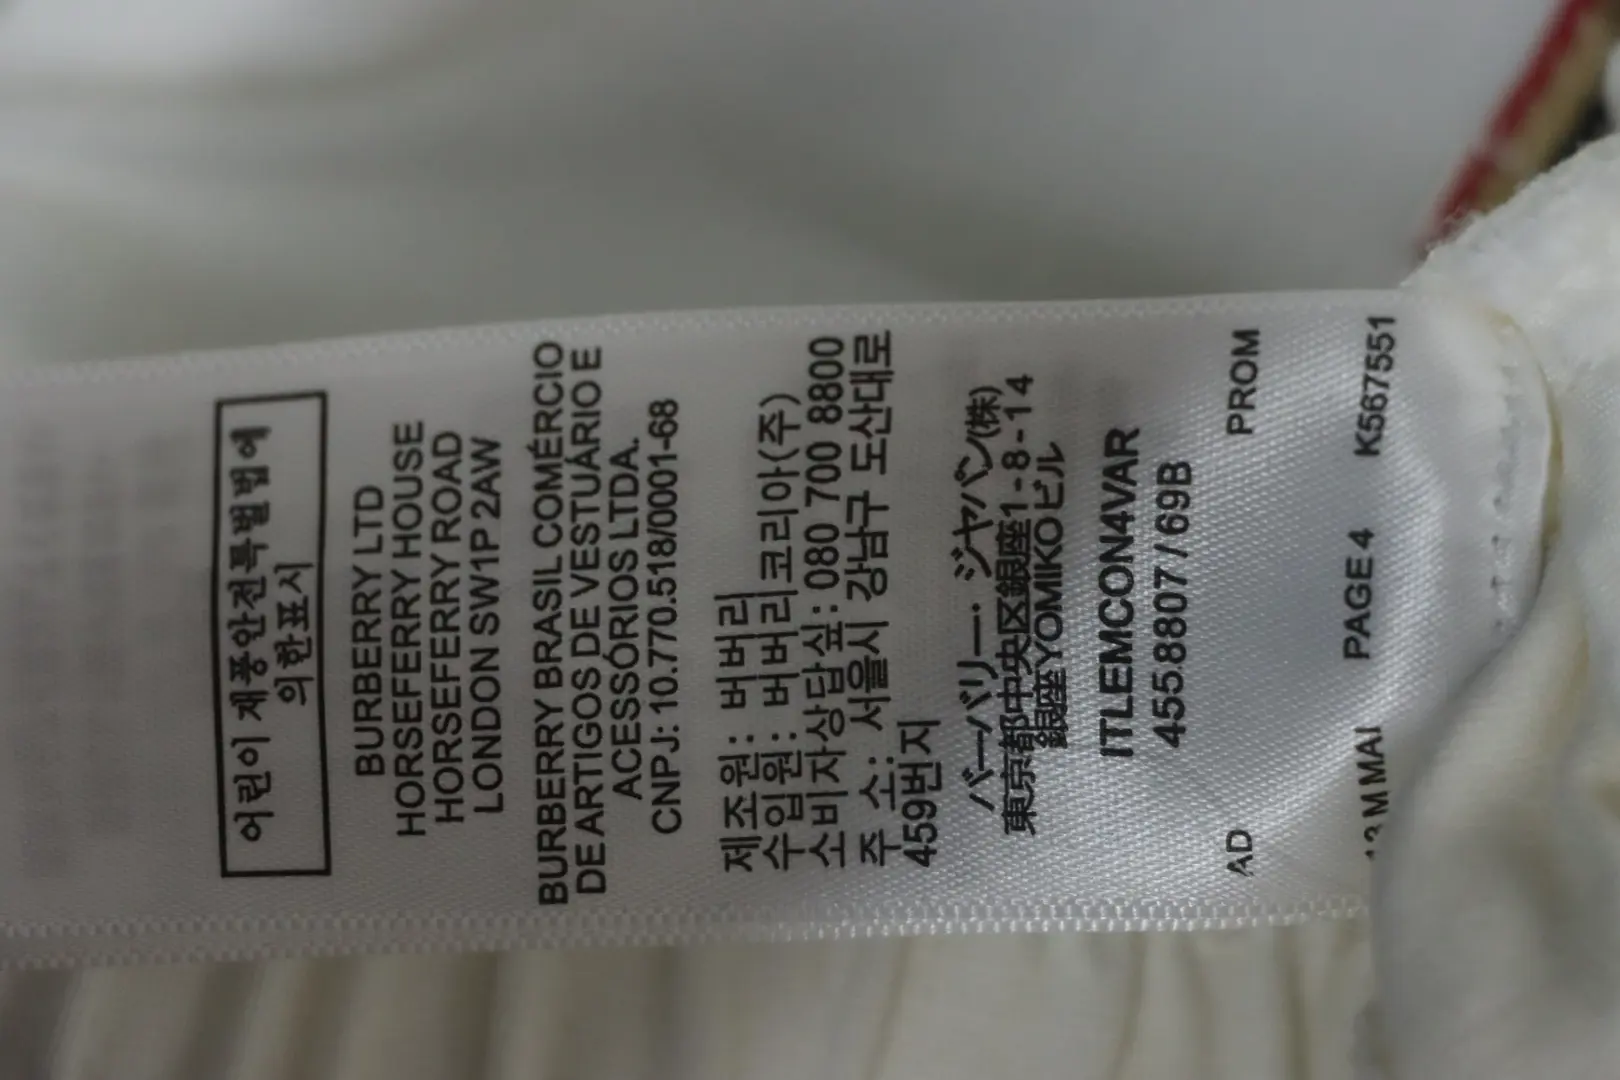 어린이 제품안전특별법에
의한표시
BURBERRY LTD
HORSEFERRY HOUSE
HORSEFERRY ROAD
LONDON SW1P 2AW
BURBERRY BRASIL COMÉRCIO
DE ARTIGOS DE VESTUÁRIO E
ACESSÓRIOS LTDA.
CNPJ: 10.770.518/0001-68
제조원: 버버리
수입원: 버버리코리아(주)
소비자상담실: 080 700 8800
주 소: 서울시 강남구 도산대로
459번지
バーバリー・ジャパン(株)
東京都中央区銀座1-8-14
銀座YOMIKOビル
ITLEMCON4VAR
4558807 / 69B
AD PROM
MAI PAGE 4 K567551